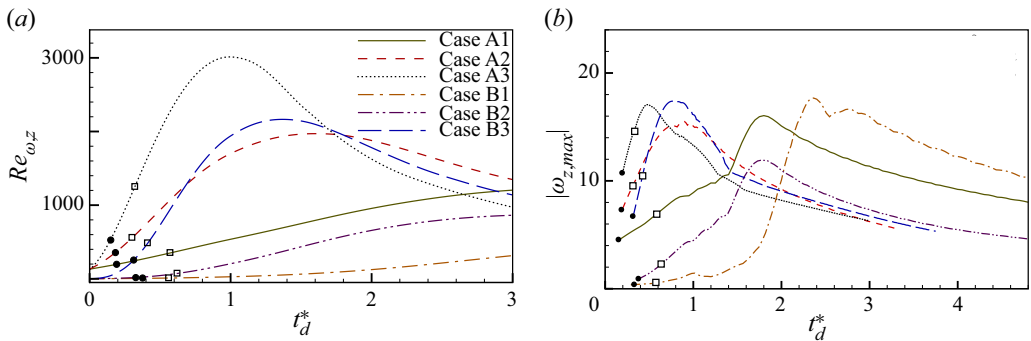 (a)
3000
2000
1000
0
1
2
3
Re_{ω,z}
t_d^*
Case A1
Case A2
Case A3
Case B1
Case B2
Case B3
(b)
20
10
0
1
2
3
4
|ω_{z,max}|
t_d^*